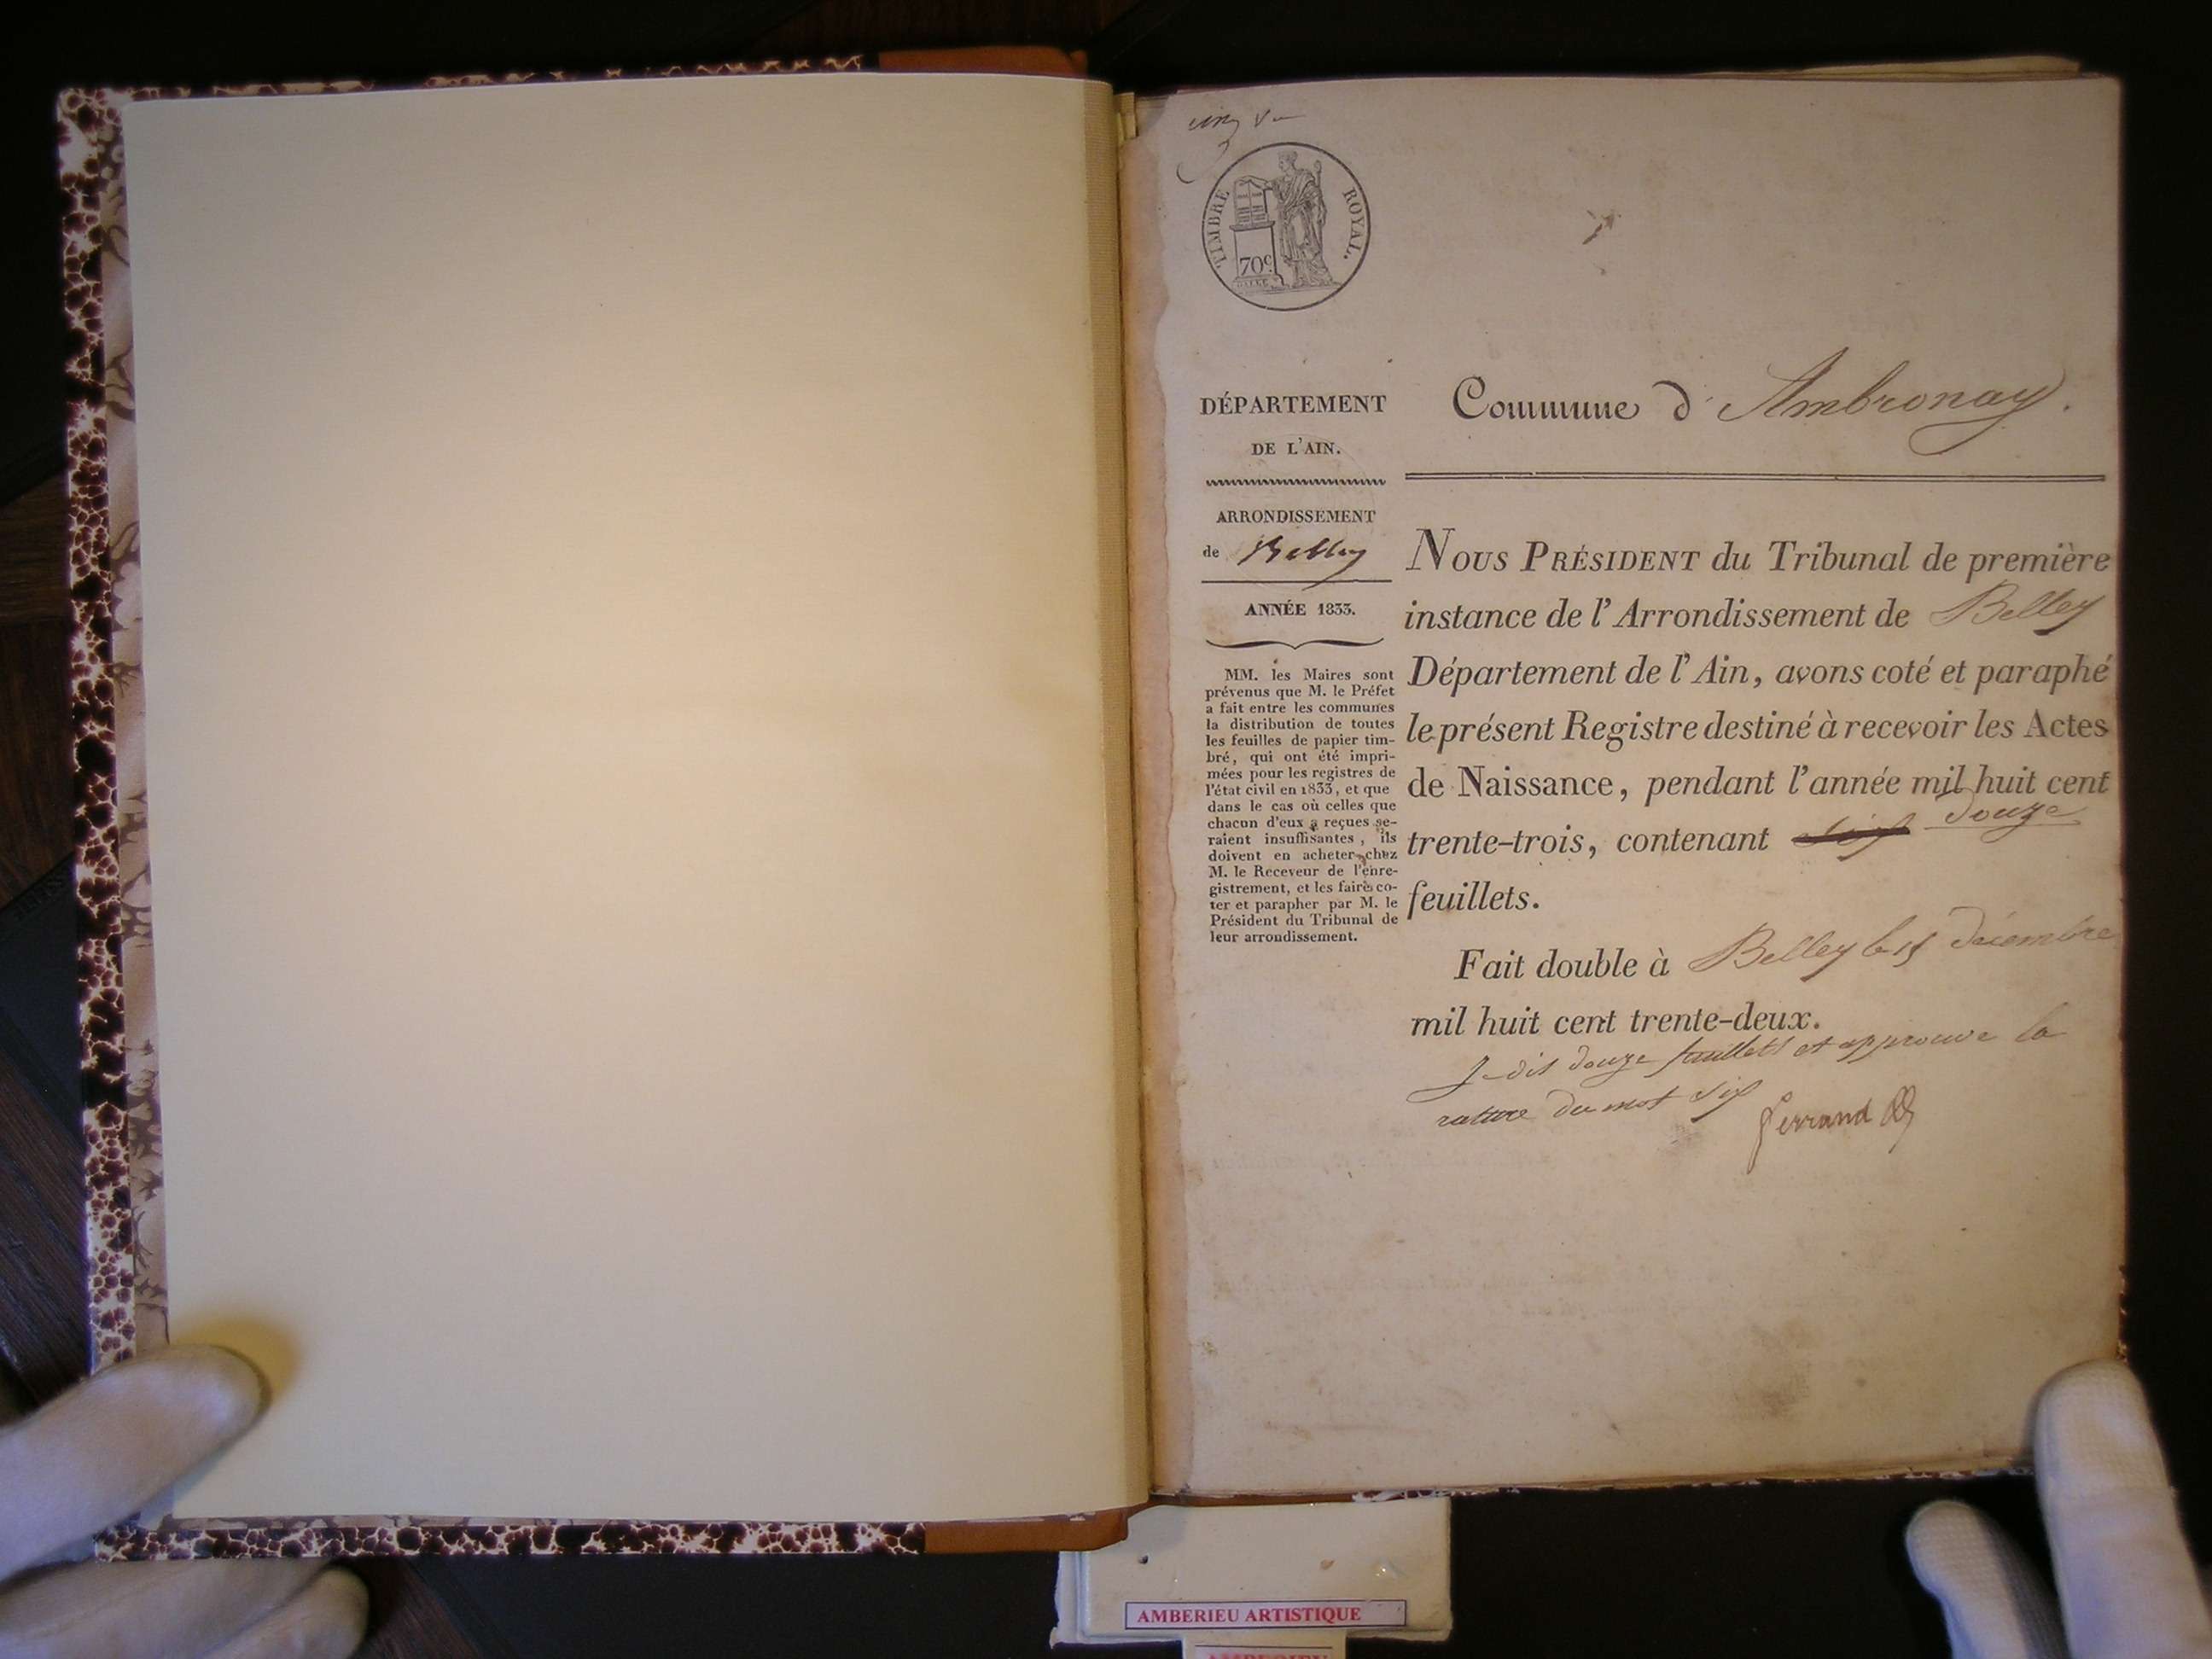 TIMBRE ROYAL.
70c
DÉPARTEMENT
DE L'AIN.
ARRONDISSEMENT
de Belley
ANNÉE 1833.
MM. les Maires sont
prévenus que M. le Préfet
a fait entre les communes
la distribution de toutes
les feuilles de papier tim-
bré, qui ont été impri-
mées pour les registres de
l'état civil en 1833, et que
dans le cas où celles que
chacun d'eux a reçues se-
raient insuffisantes, ils
doivent en acheter chez
M. le Receveur de l'enre-
gistrement, et les faire co-
ter et parapher par M. le
Président du Tribunal de
leur arrondissement.
Commune d'Ambronay.
NOUS PRÉSIDENT du Tribunal de première
instance de l'Arrondissement de Belley
Département de l'Ain, avons coté et paraphé
le présent Registre destiné à recevoir les Actes
de Naissance, pendant l'année mil huit cent
trente-trois, contenant six douze
feuillets.
Fait double à Belley le 15 décembre
mil huit cent trente-deux.
Je dis douze feuillets et approuve la
rature du mot six
Ferrand
AMBERIEU ARTISTIQUE